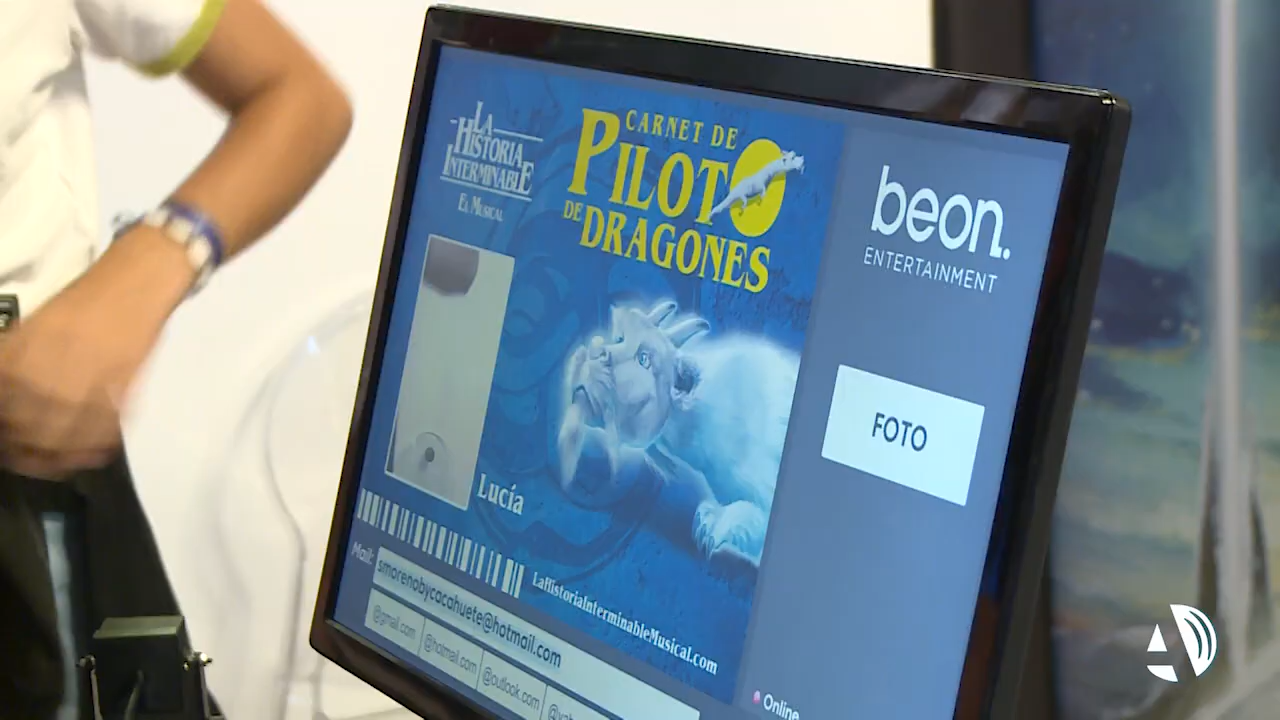 LA
HISTORIA
INTERMINABLE
EL MUSICAL
CARNET DE
PILOTO
DE DRAGONES
beon.
ENTERTAINMENT
FOTO
Lucía
LaHistoriaInterminableMusical.com
Mail:
smorenobycacahuete@hotmail.com
@gmail.com
@hotmail.com
@outlook.com
Online